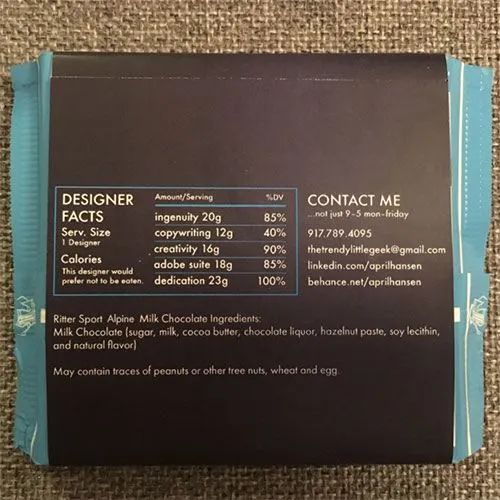 DESIGNER
FACTS
Serv. Size
1 Designer
Calories
This designer would
prefer not to be eaten.
Amount/Serving %DV
ingenuity 20g 85%
copywriting 12g 40%
creativity 16g 90%
adobe suite 18g 85%
dedication 23g 100%
CONTACT ME
...not just 9-5 mon-friday
917.789.4095
thetrendylittlegeek@gmail.com
linkedin.com/aprilhansen
behance.net/aprilhansen
Ritter Sport Alpine Milk Chocolate Ingredients:
Milk Chocolate (sugar, milk, cocoa butter, chocolate liquor, hazelnut paste, soy lecithin,
and natural flavor)
May contain traces of peanuts or other tree nuts, wheat and egg.